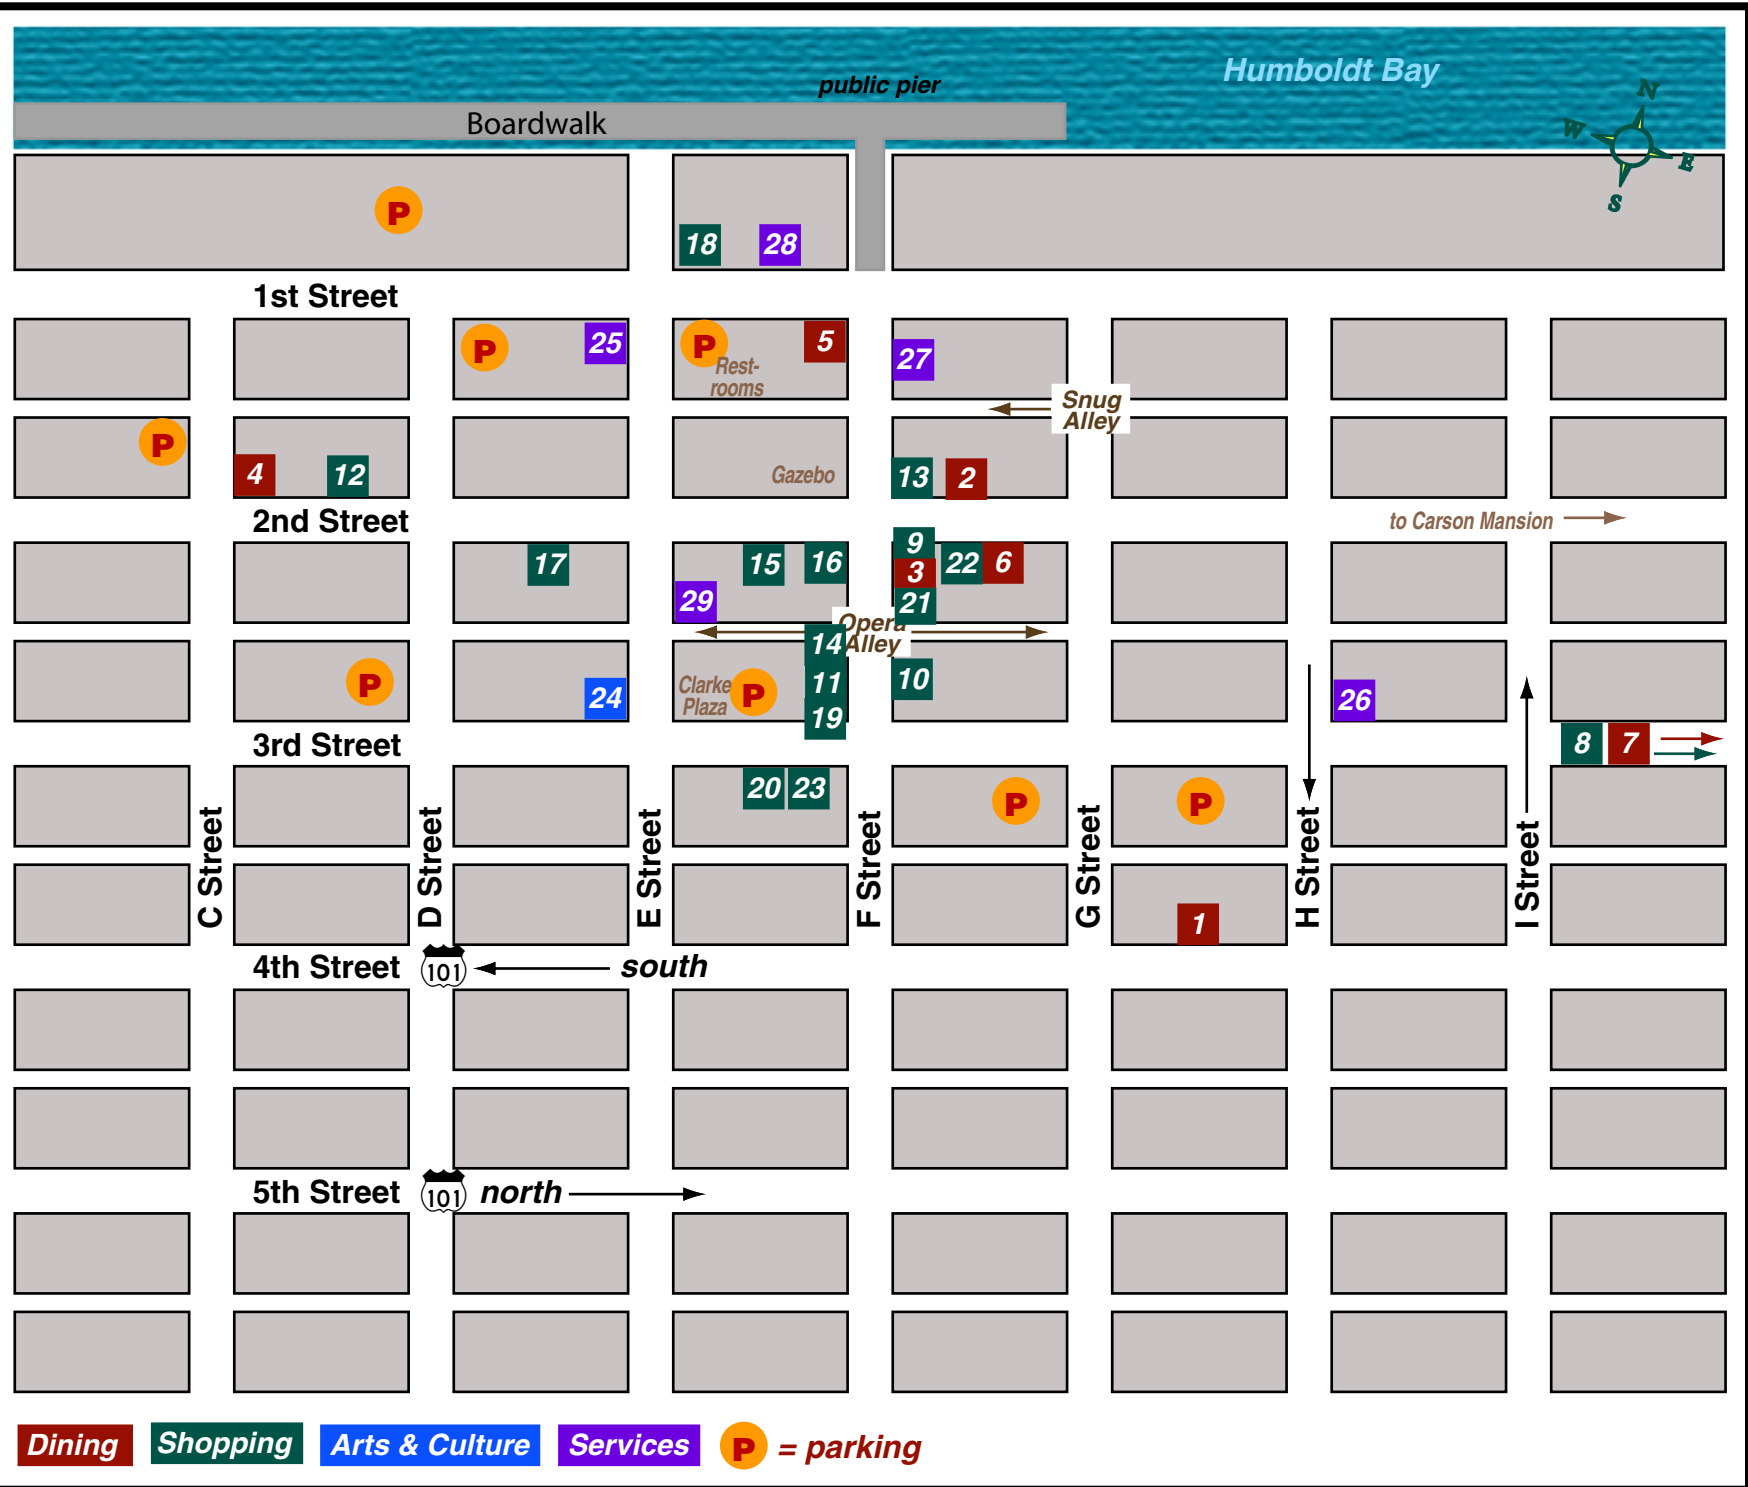 public pier
Humboldt Bay
Boardwalk
N
W
E
S
P
18
28
1st Street
P
25
P
5
Rest-
rooms
27
Snug
Alley
P
4
12
Gazebo
13
2
2nd Street
to Carson Mansion
17
15
16
9
3
22
6
29
21
Opera
Alley
14
P
24
Clarke
Plaza
P
11
19
10
26
3rd Street
8
7
20
23
P
P
C Street
D Street
E Street
F Street
G Street
H Street
I Street
1
4th Street
101
south
5th Street
101
north
Dining
Shopping
Arts & Culture
Services
P
= parking